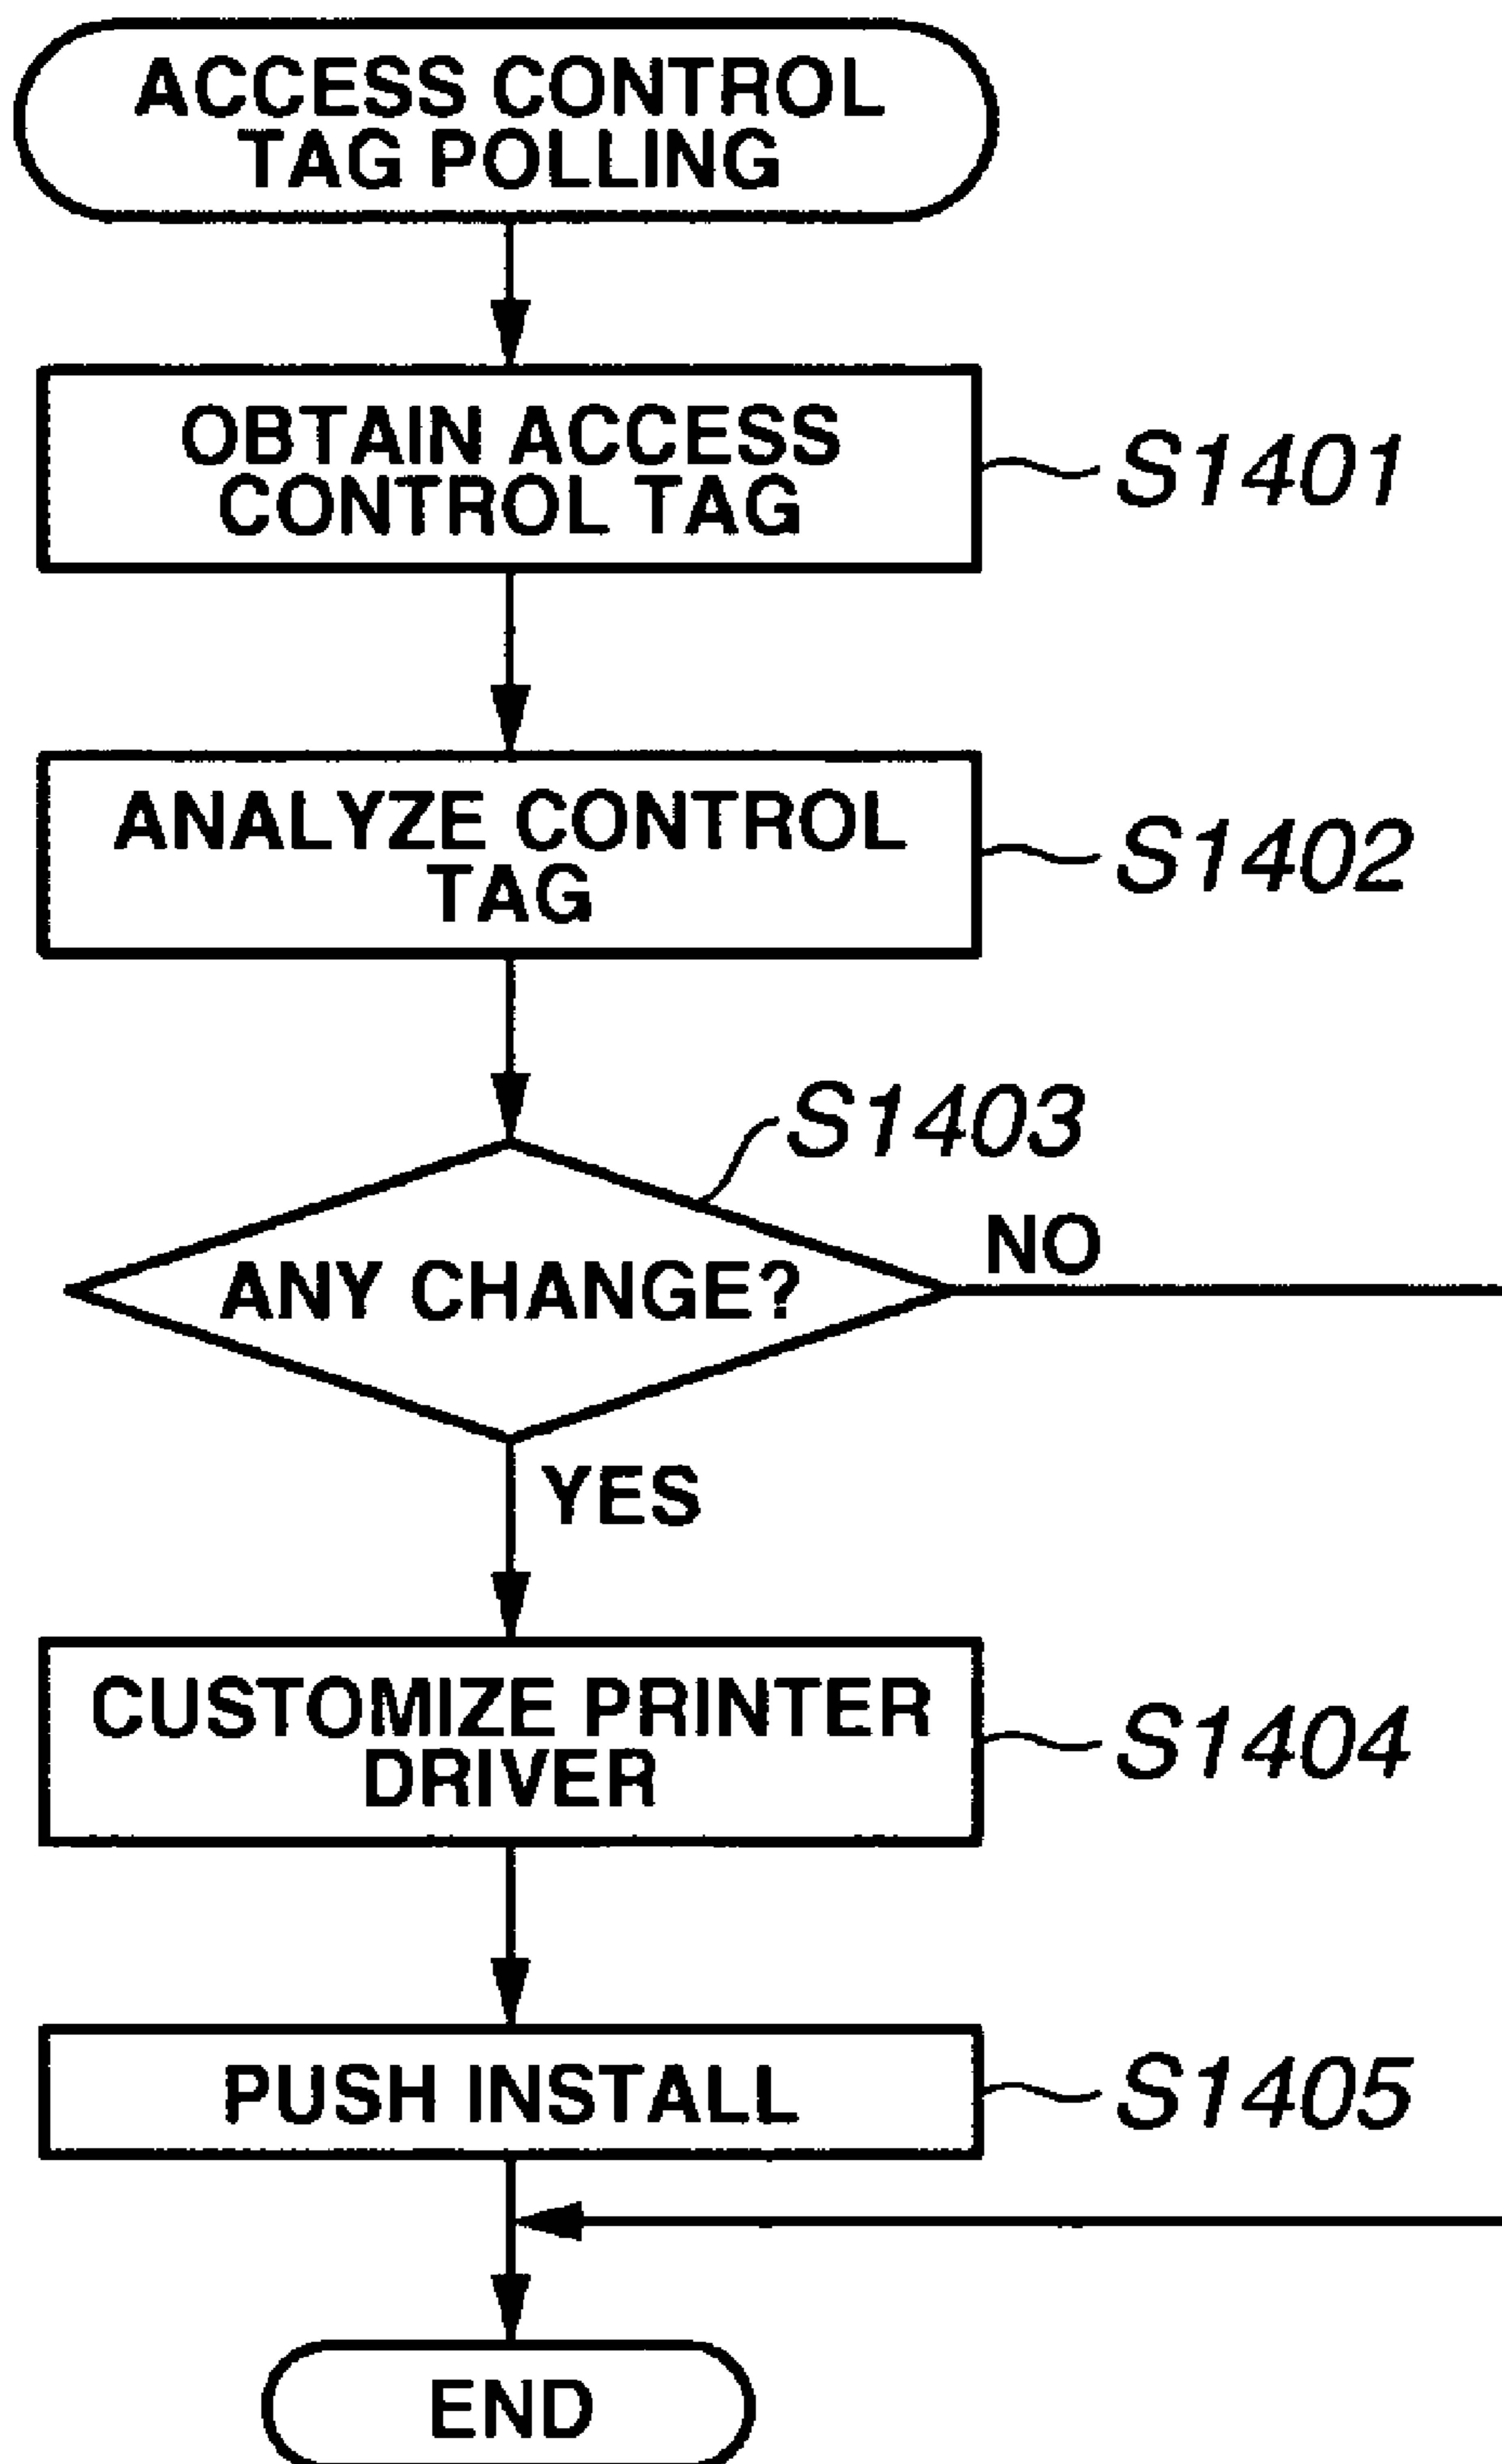 ACCESS CONTROL
TAG POLLING
OBTAIN ACCESS
CONTROL TAG
S1401
ANALYZE CONTROL
TAG
S1402
S1403
ANY CHANGE?
NO
YES
CUSTOMIZE PRINTER
DRIVER
S1404
PUSH INSTALL
S1405
END